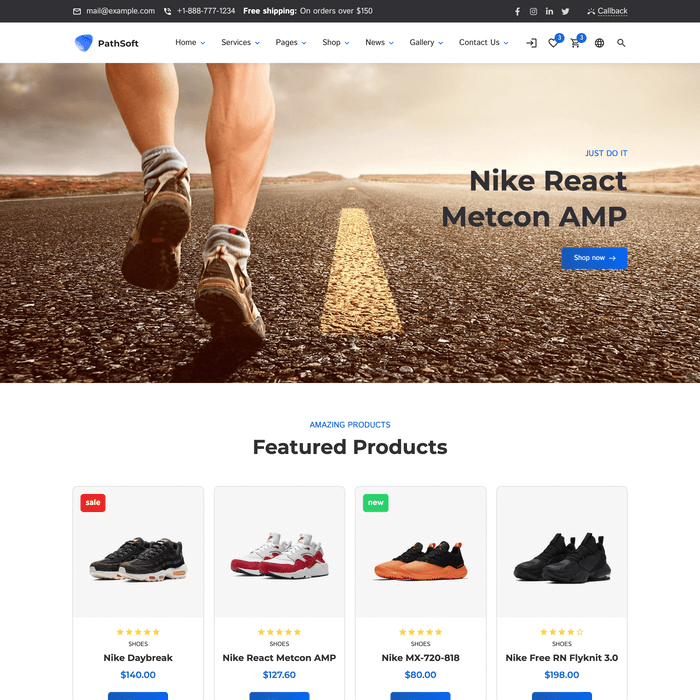 mail@example.com +1-888-777-1234 Free shipping: On orders over $150 Callback
PathSoft Home Services Pages Shop News Gallery Contact Us 3 3
JUST DO IT
Nike React
Metcon AMP
Shop now
AMAZING PRODUCTS
Featured Products
sale new
SHOES SHOES SHOES SHOES
Nike Daybreak Nike React Metcon AMP Nike MX-720-818 Nike Free RN Flyknit 3.0
$140.00 $127.60 $80.00 $198.00